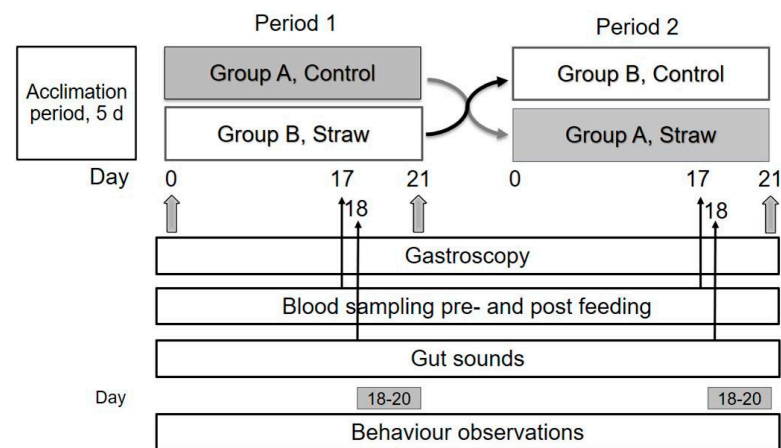 Period 1 Period 2
Acclimation
period, 5 d
Group A, Control Group B, Control
Group B, Straw Group A, Straw
Day 0 17 21 0 17 21
18 18
Gastroscopy
Blood sampling pre- and post feeding
Gut sounds
Day 18-20 18-20
Behaviour observations